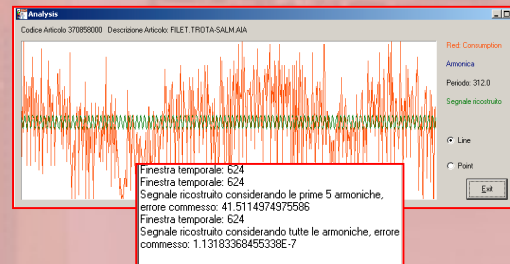 Analysis
Codice Articolo 370858000 Descrizione Articolo: FILET.TROTA-SALM.AIA
Red: Consumption
Armonica
Periodo: 312.0
Segnale ricostruito
Line
Point
Exit
Finestra temporale: 624
Finestra temporale: 624
Segnale ricostruito considerando le prime 5 armoniche,
errore commesso: 41.5114974975586
Finestra temporale: 624
Segnale ricostruito considerando tutte le armoniche, errore
commesso: 1.13183368455338E-7